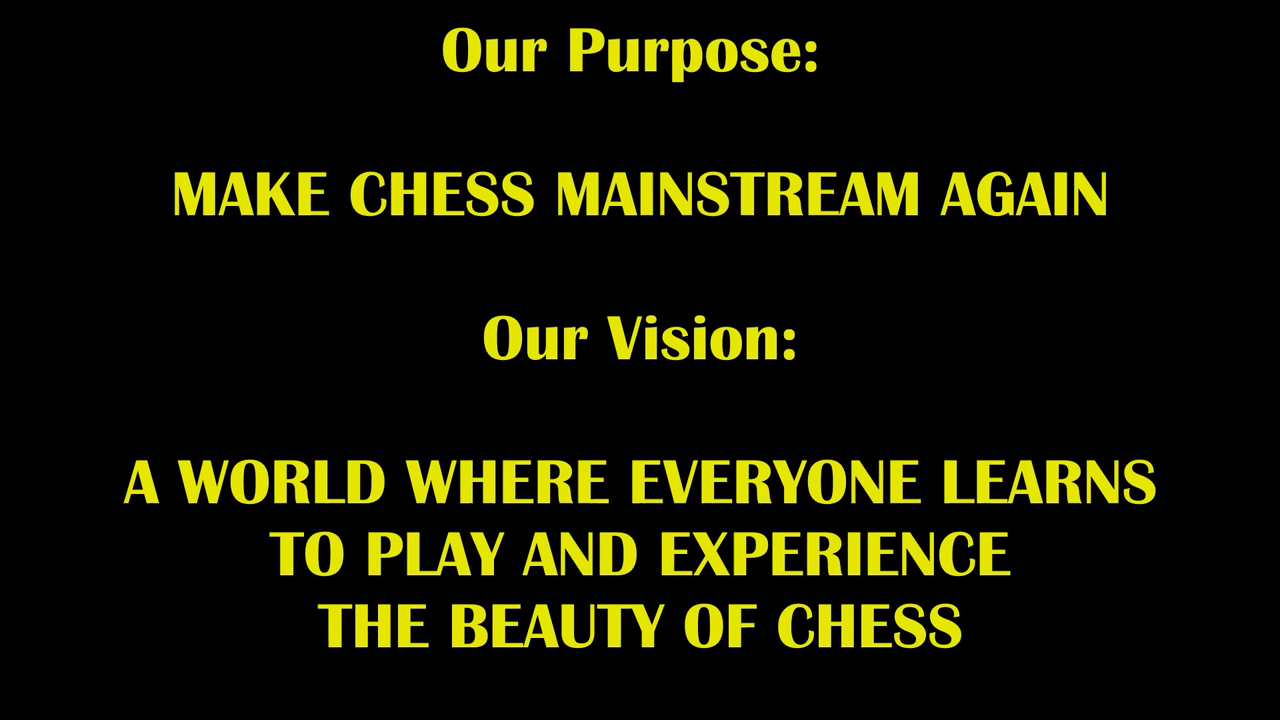 Our Purpose:
MAKE CHESS MAINSTREAM AGAIN
Our Vision:
A WORLD WHERE EVERYONE LEARNS
TO PLAY AND EXPERIENCE
THE BEAUTY OF CHESS